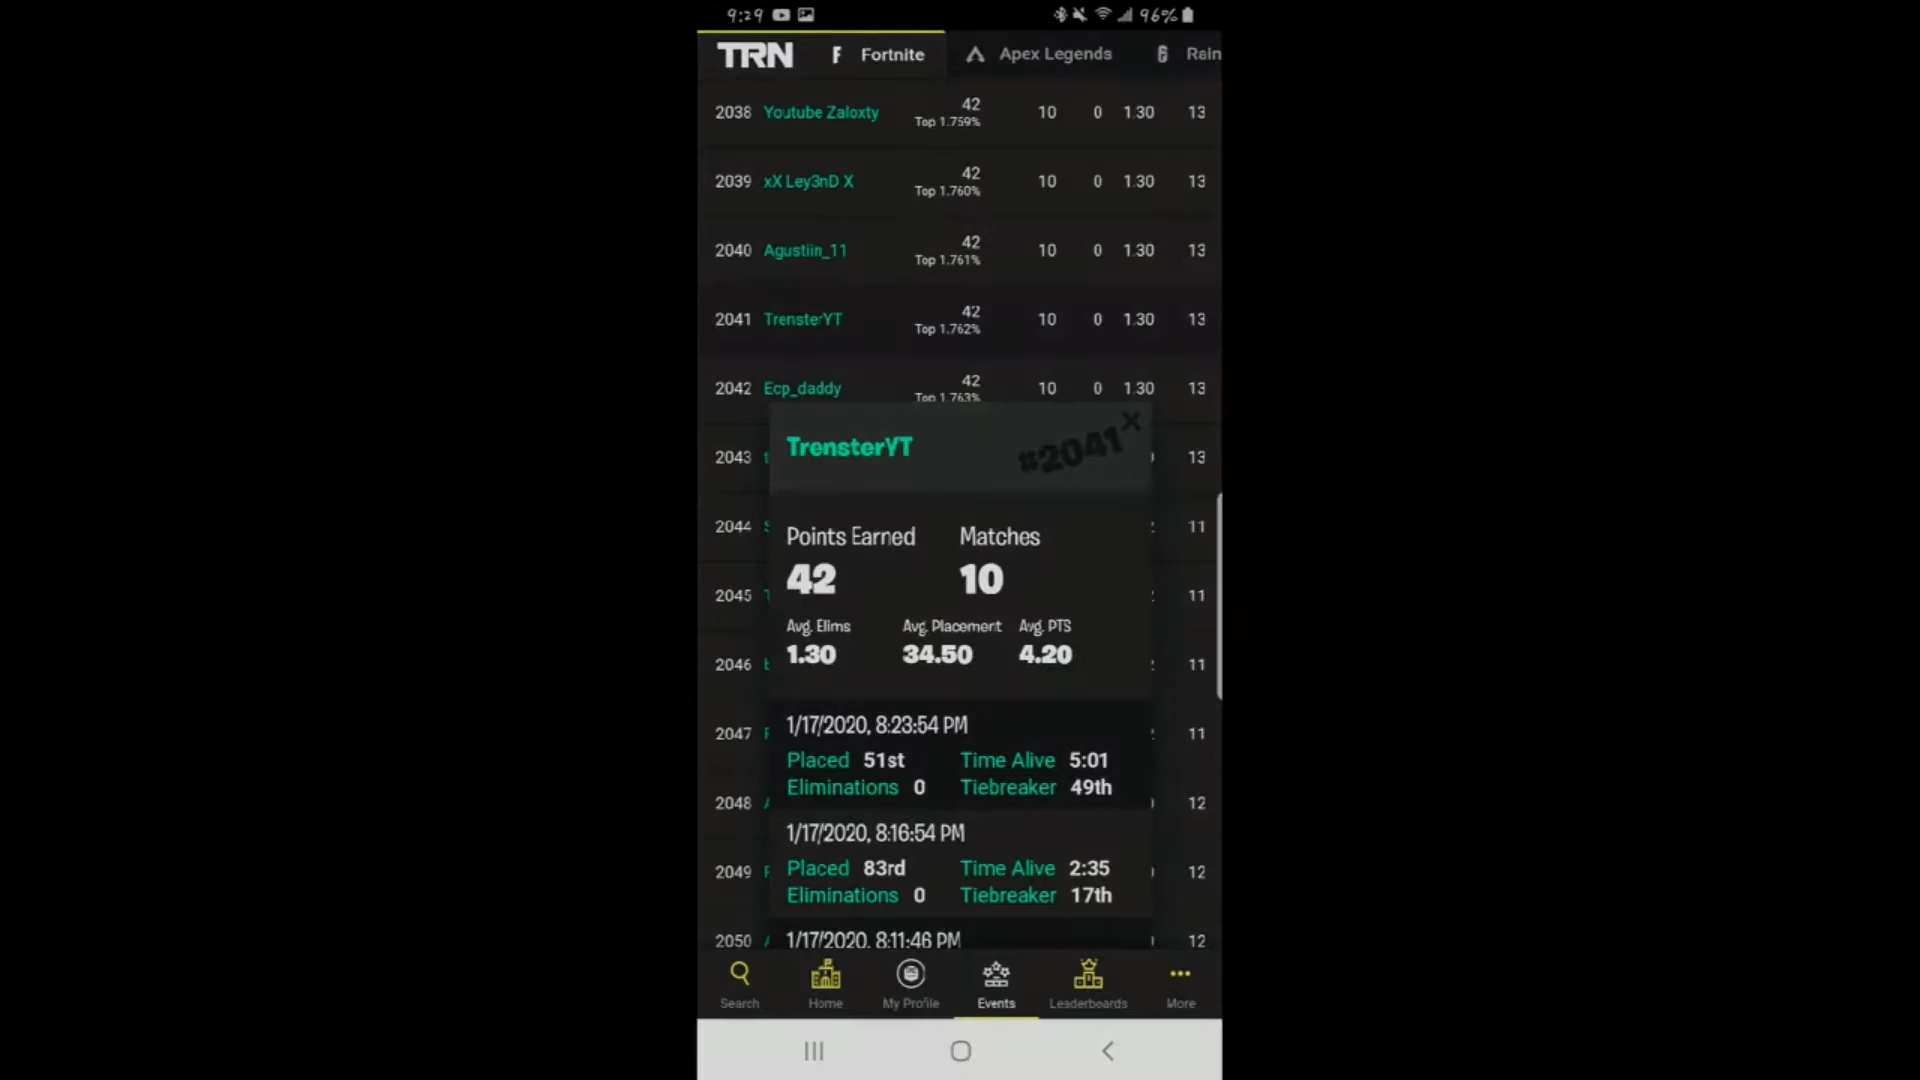 9:29 96%
TRN Fortnite Apex Legends Rain
2038 Youtube Zaloxty 42 10 0 1.30 13
Top 1.759%
2039 xX Ley3nD X 42 10 0 1.30 13
Top 1.760%
2040 Agustiin_11 42 10 0 1.30 13
Top 1.761%
2041 TrensterYT 42 10 0 1.30 13
Top 1.762%
2042 Ecp_daddy 42 10 0 1.30 13
Top 1.763%
TrensterYT #2041 X
2043 13
2044 11
Points Earned Matches
42 10
2045 11
Avg. Elims Avg. Placement Avg. PTS
1.30 34.50 4.20
2046 11
1/17/2020, 8:23:54 PM
2047 11
Placed 51st Time Alive 5:01
Eliminations 0 Tiebreaker 49th
2048 12
1/17/2020, 8:16:54 PM
Placed 83rd Time Alive 2:35
2049 12
Eliminations 0 Tiebreaker 17th
2050 1/17/2020, 8:11:46 PM 12
Search Home My Profile Events Leaderboards More